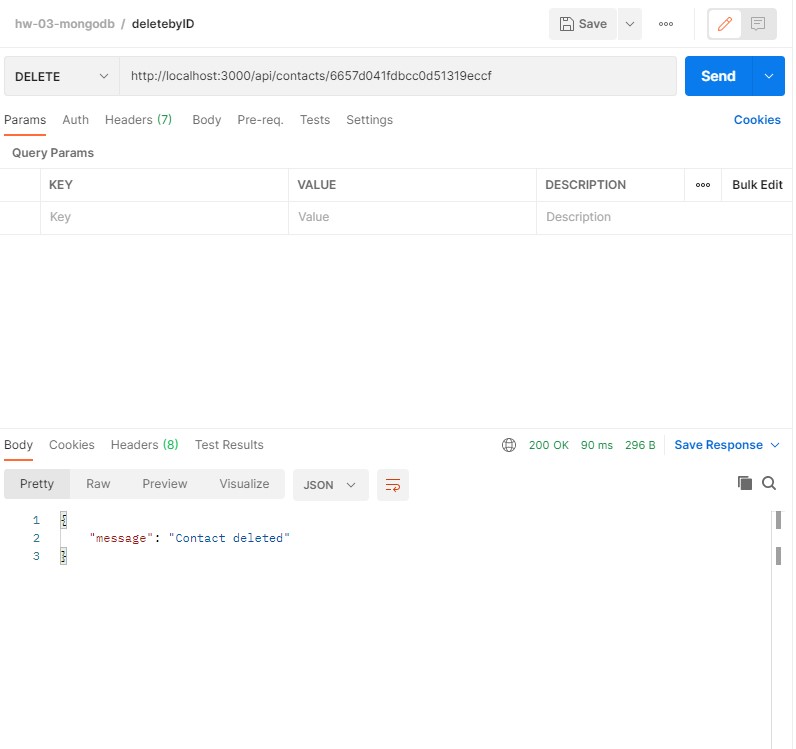 hw-03-mongodb / deletebyID Save ooo
DELETE http://localhost:3000/api/contacts/6657d041fdbcc0d51319eccf Send
Params Auth Headers (7) Body Pre-req. Tests Settings Cookies
Query Params
KEY VALUE DESCRIPTION ooo Bulk Edit
Key Value Description
Body Cookies Headers (8) Test Results 200 OK 90 ms 296 B Save Response
Pretty Raw Preview Visualize JSON
1 {
2 "message": "Contact deleted"
3 }